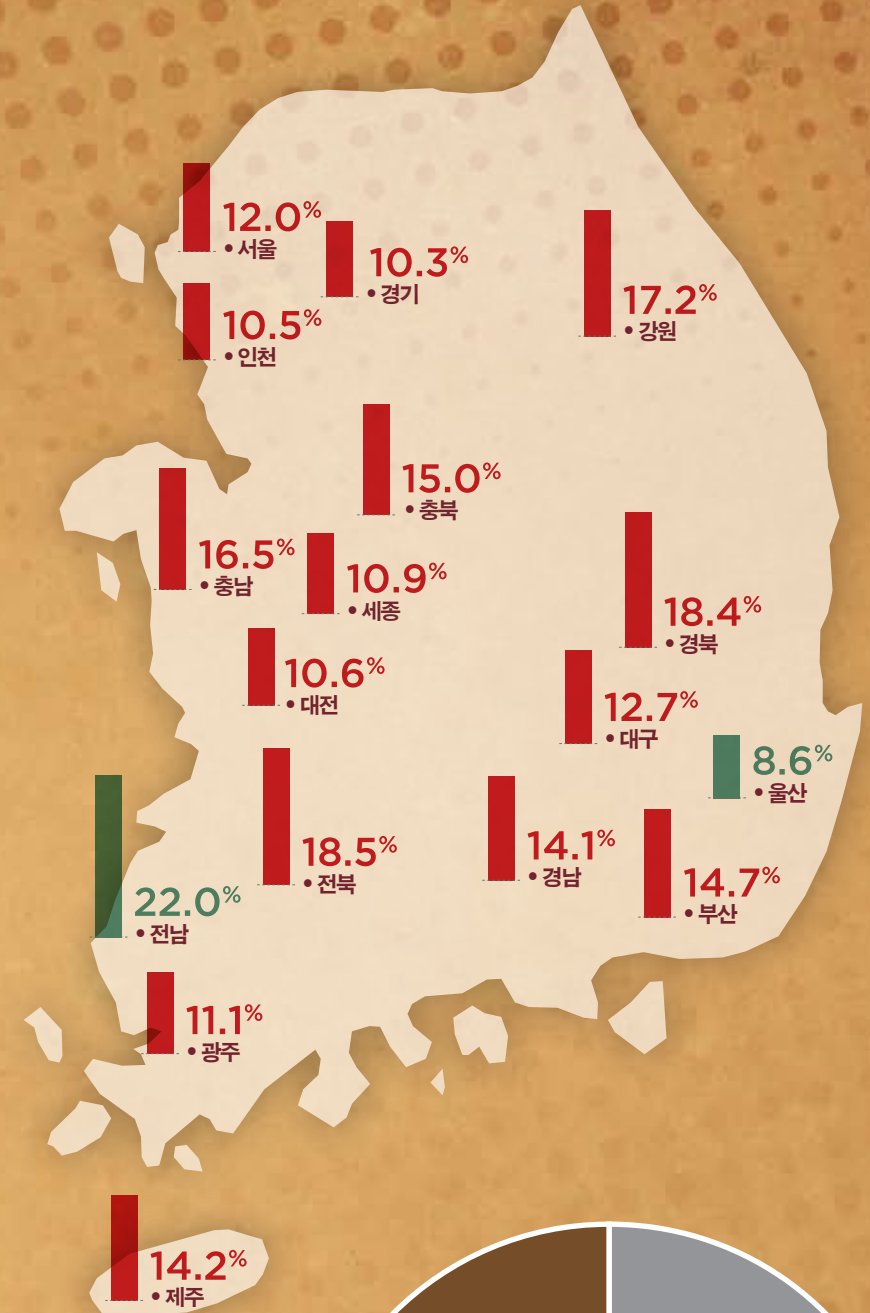 12.0%
• 서울
10.3%
• 경기
17.2%
• 강원
10.5%
• 인천
15.0%
• 충북
16.5%
• 충남
10.9%
• 세종
18.4%
• 경북
10.6%
• 대전
12.7%
• 대구
8.6%
• 울산
18.5%
• 전북
14.1%
• 경남
14.7%
• 부산
22.0%
• 전남
11.1%
• 광주
14.2%
• 제주